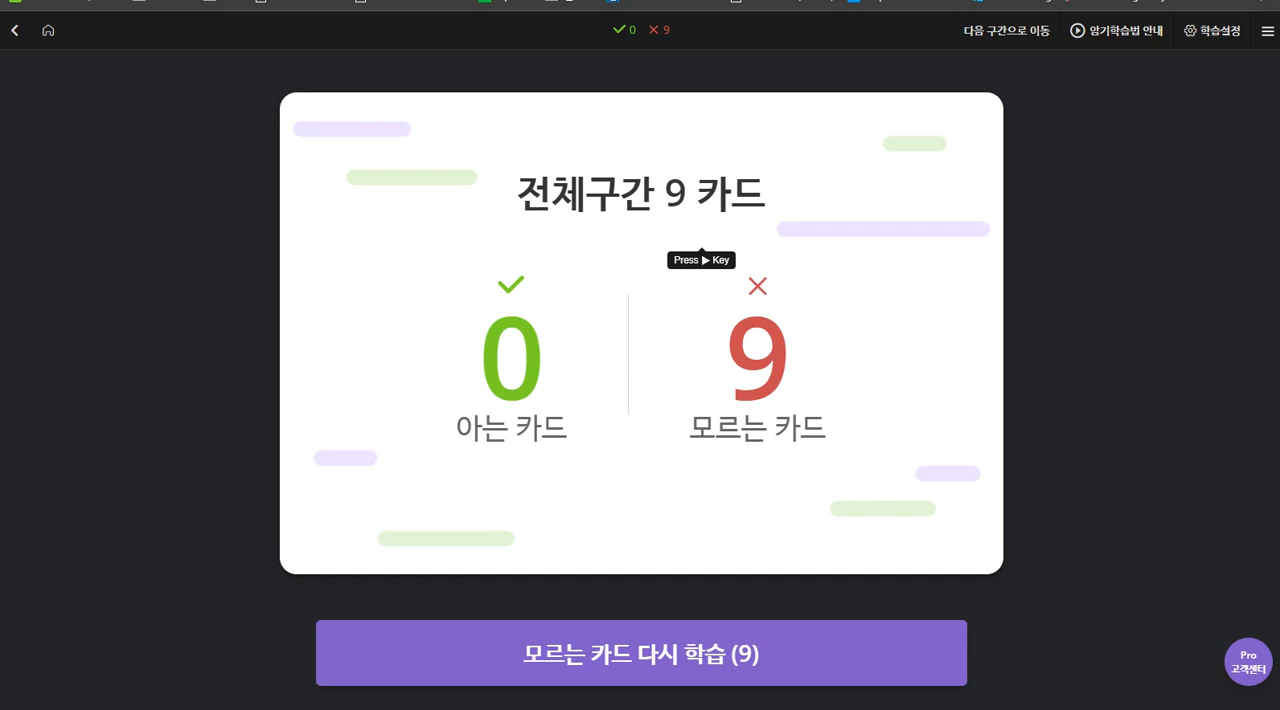 0
9
다음 구간으로 이동
암기학습법 안내
학습설정
전체구간 9 카드
Press ▶ Key
0
9
아는 카드
모르는 카드
모르는 카드 다시 학습 (9)
Pro
고객센터